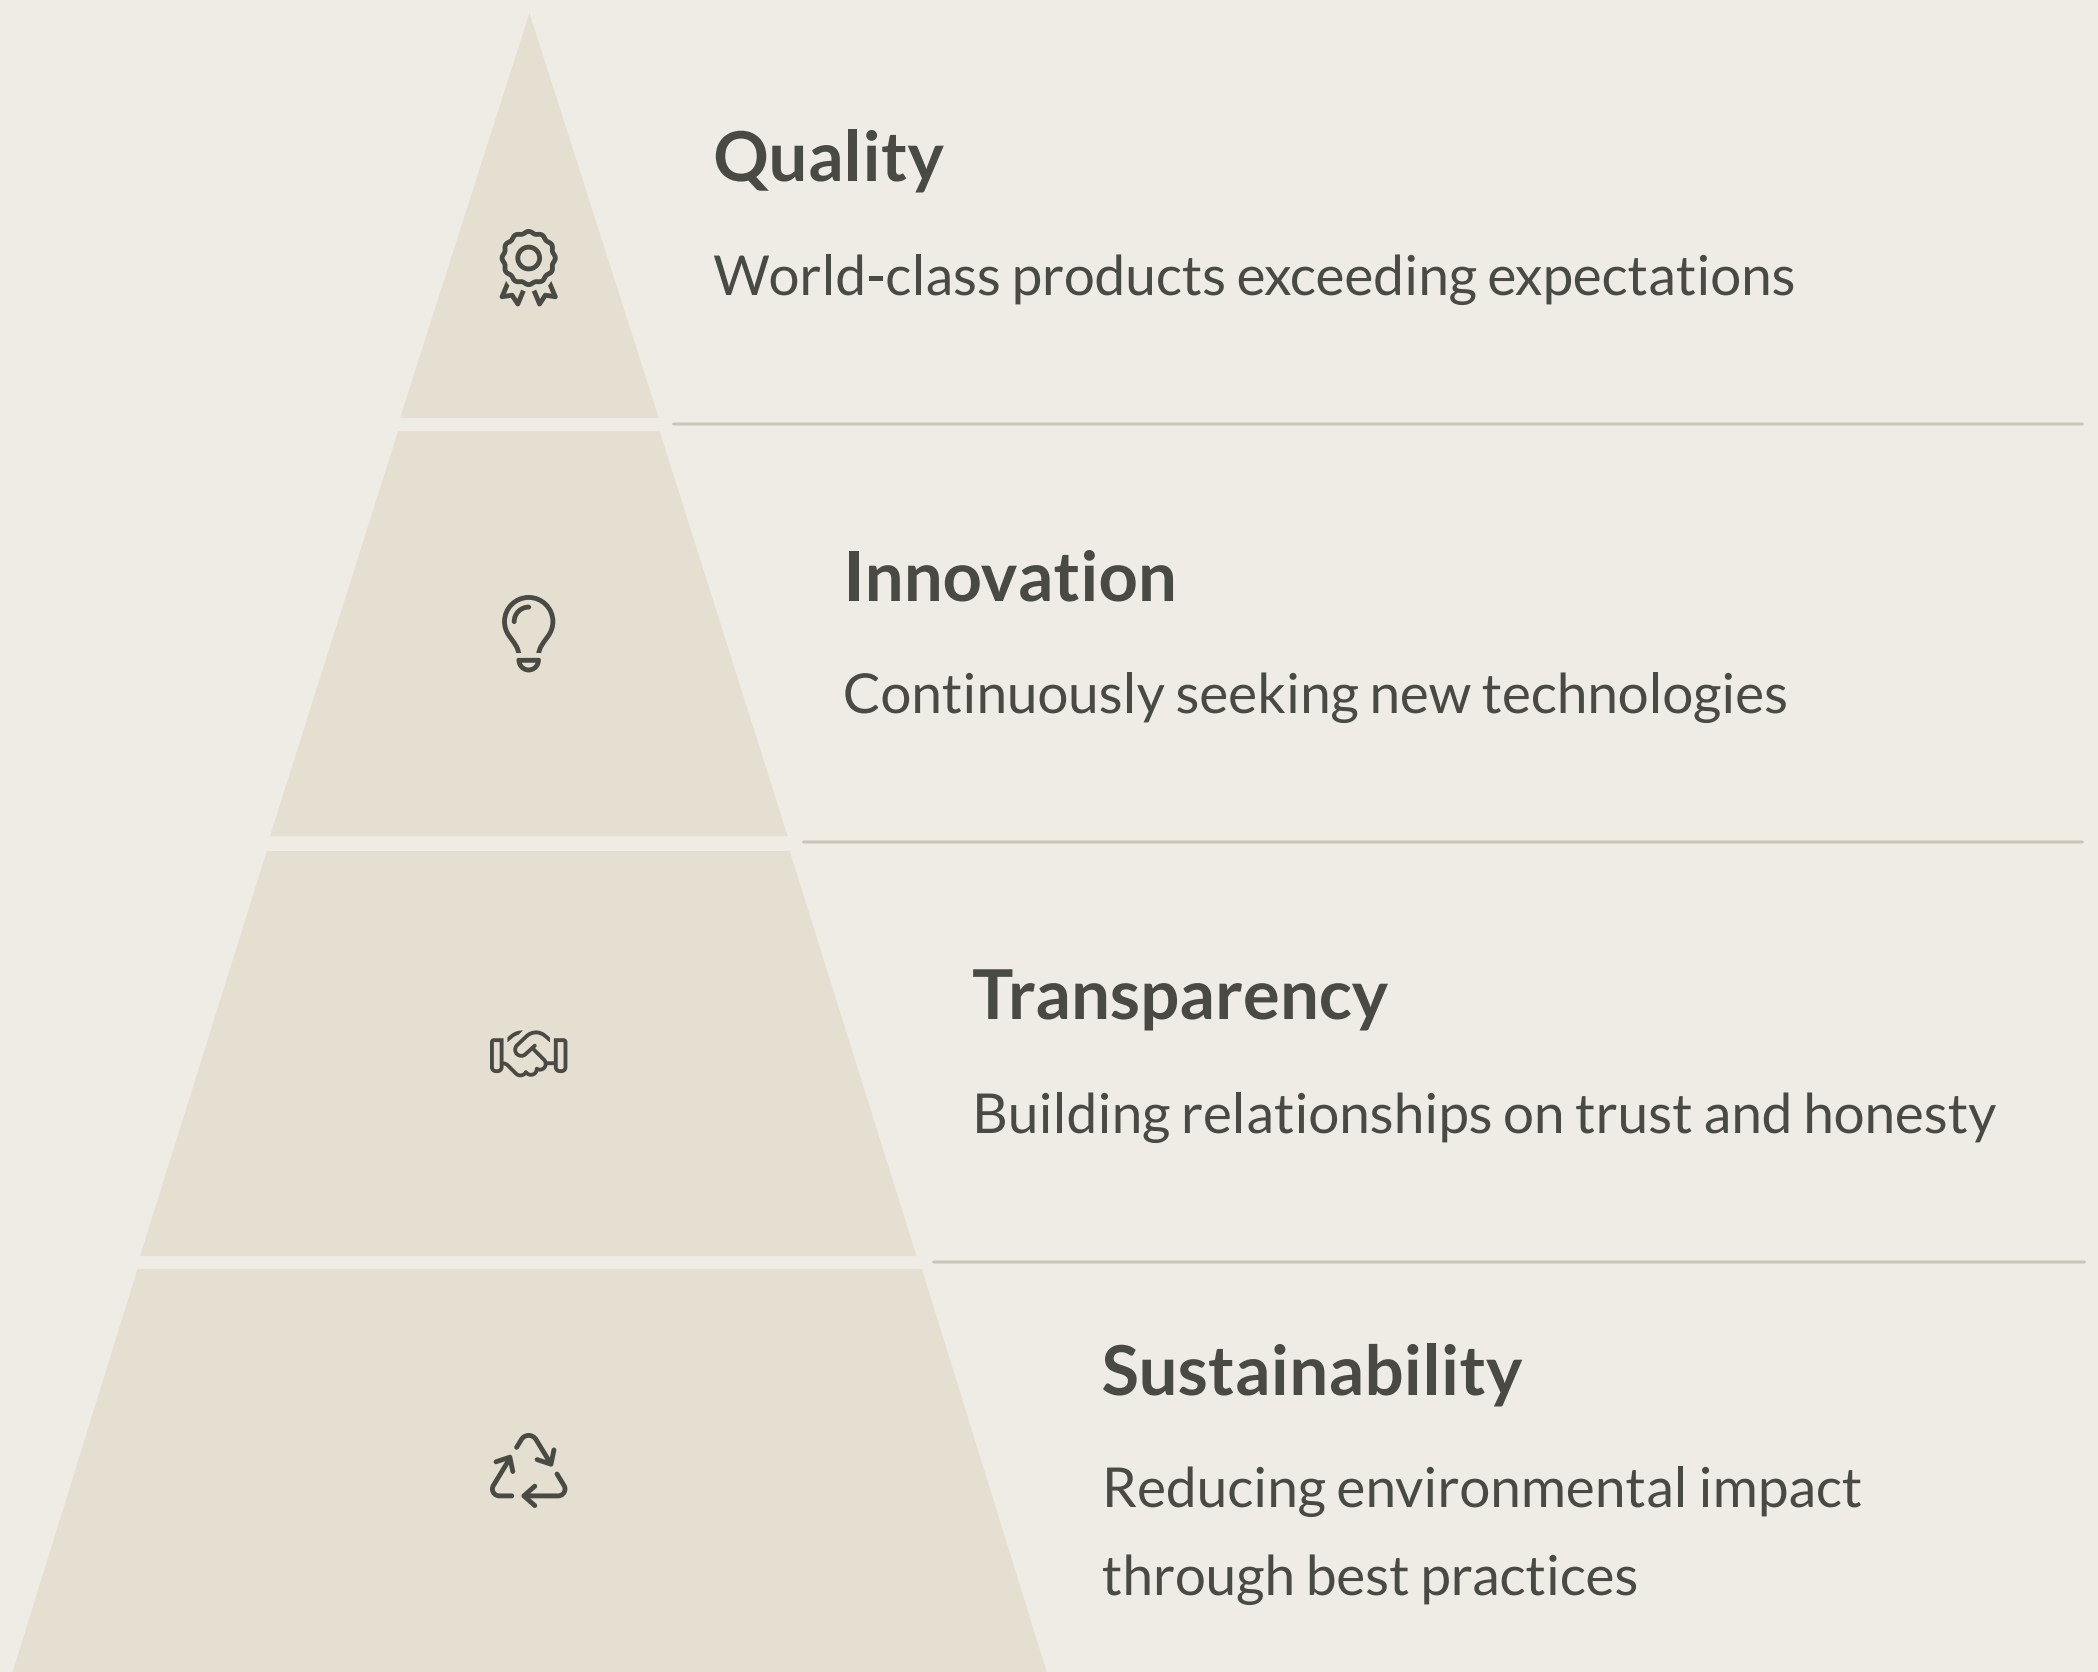 Quality
World-class products exceeding expectations
Innovation
Continuously seeking new technologies
Transparency
Building relationships on trust and honesty
Sustainability
Reducing environmental impact
through best practices